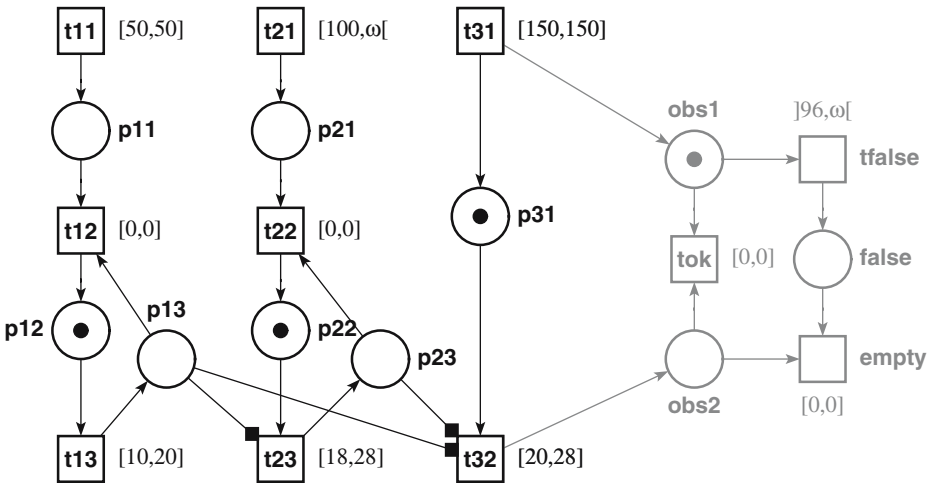 t11 [50,50] t21 [100,ω[ t31 [150,150]
obs1 ]96,ω[
p11 p21 tfalse
p31
t12 [0,0] t22 [0,0] tok [0,0] false
p13
p12 p22 p23 empty
obs2 [0,0]
t13 [10,20] t23 [18,28] t32 [20,28]